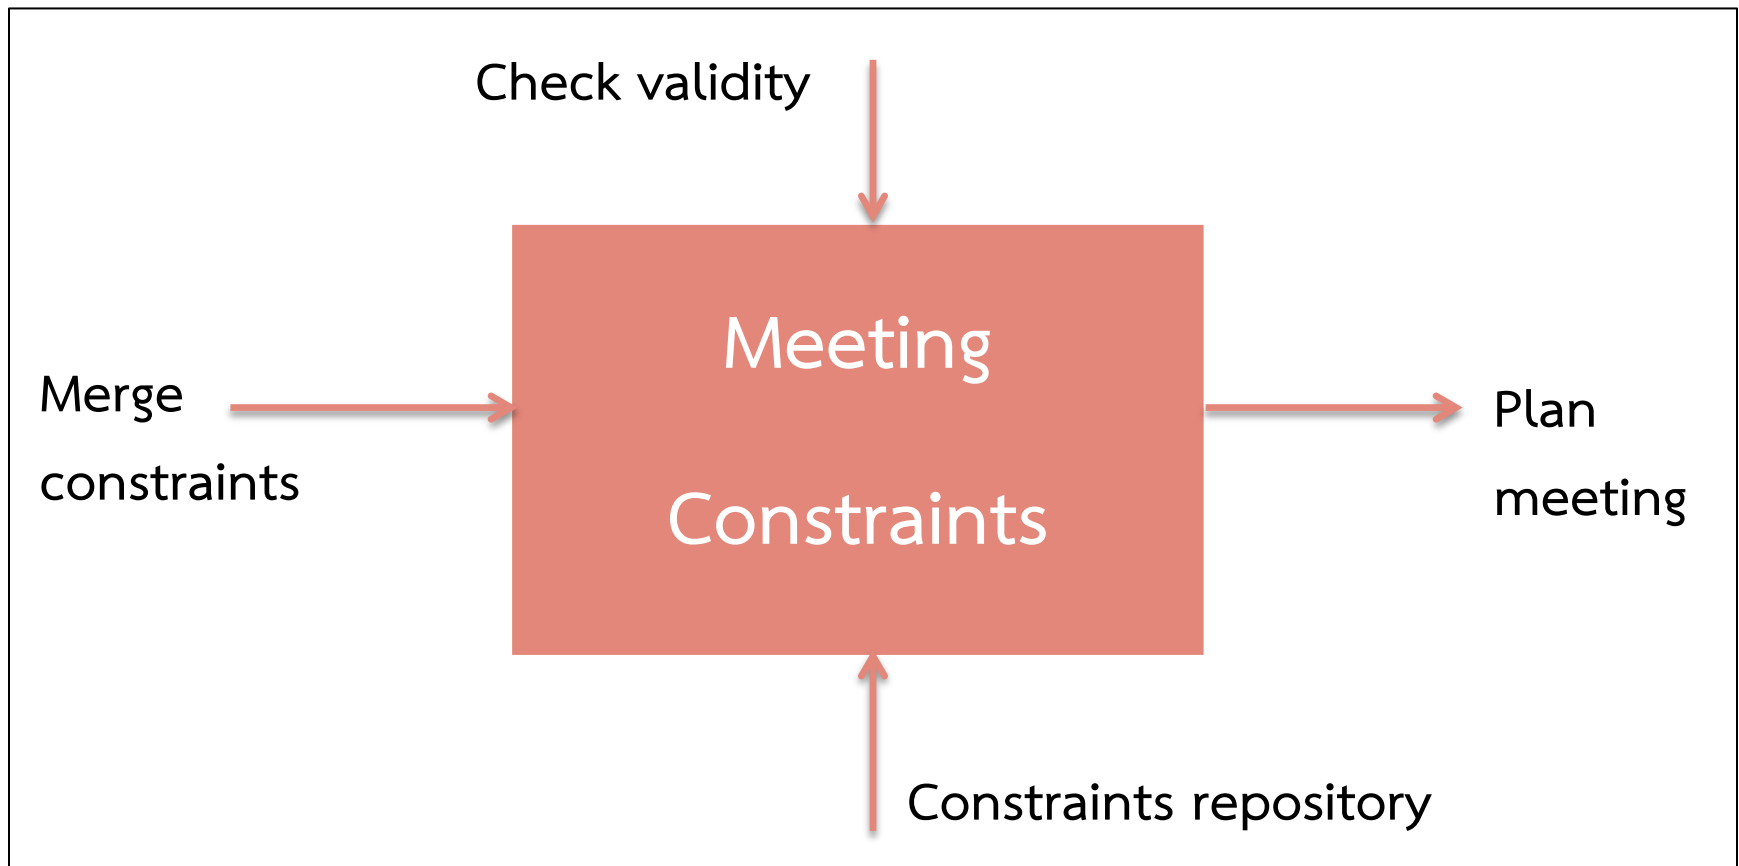 Check validity
Meeting
Constraints
Merge
constraints
Plan
meeting
Constraints repository